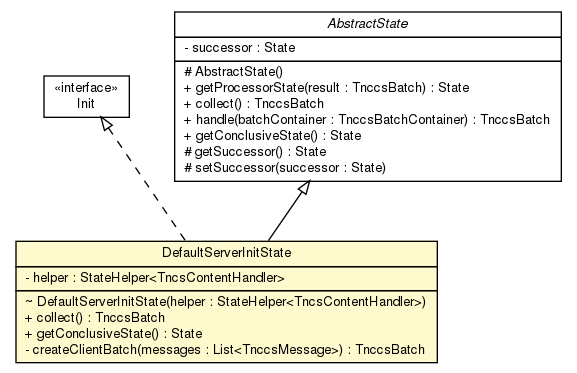 AbstractState
- successor : State
# AbstractState()
+ getProcessorState(result : TnccsBatch) : State
+ collect() : TnccsBatch
+ handle(batchContainer : TnccsBatchContainer) : TnccsBatch
+ getConclusiveState() : State
# getSuccessor() : State
# setSuccessor(successor : State)
«interface»
Init
DefaultServerInitState
- helper : StateHelper<TncsContentHandler>
~ DefaultServerInitState(helper : StateHelper<TncsContentHandler>)
+ collect() : TnccsBatch
+ getConclusiveState() : State
- createClientBatch(messages : List<TnccsMessage>) : TnccsBatch